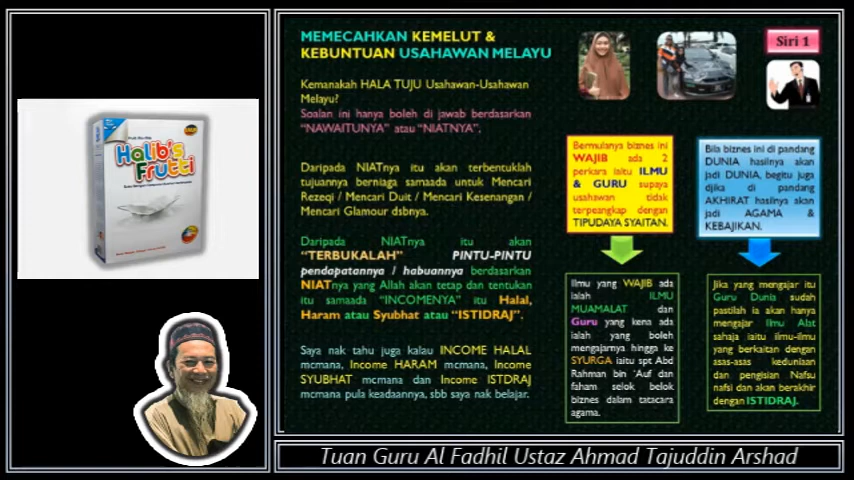 MEMECAHKAN KEMELUT &
KEBUNTUAN USAHAWAN MELAYU
Kemanakah HALA TUJU Usahawan-Usahawan
Melayu?
Soalan ini hanya boleh di jawab berdasarkan
"NAWAITUNYA" atau "NIATNYA".
Daripada NIATnya itu akan terbentuklah
tujuannya berniaga samaada untuk Mencari
Rezeqi / Mencari Duit / Mencari Kesenangan /
Mencari Glamour dsbnya.
Daripada NIATnya itu akan
"TERBUKALAH" PINTU-PINTU
pendapatannya / habuannya berdasarkan
NIATnya yang Allah akan tetap dan tentukan
itu samaada "INCOMENYA" itu Halal,
Haram atau Syubhat atau "ISTIDRAJ".
Saya nak tahu juga kalau INCOME HALAL
mcmana, Income HARAM mcmana, Income
SYUBHAT mcmana dan Income ISTDRAJ
mcmana pula keadaannya, sbb saya nak belajar.
Siri 1
Bermulanya biznes ini
WAJIB ada 2
perkara iaitu ILMU
& GURU supaya
usahawan tidak
terpeangkap dengan
TIPUDAYA SYAITAN.
Bila biznes ini di pandang
DUNIA hasilnya akan
jadi DUNIA, begitu juga
djika di pandang
AKHIRAT hasilnya akan
jadi AGAMA &
KEBAJIKAN.
Ilmu yang WAJIB ada
ialah ILMU
MUAMALAT dan
Guru yang kena ada
ialah yang boleh
mengajarnya hingga ke
SYURGA iaitu spt Abd
Rahman bin 'Auf dan
faham selok belok
biznes dalam tatacara
agama.
Jika yang mengajar itu
Guru Dunia sudah
pastilah ia akan hanya
mengajar Ilmu Alat
sahaja iaitu ilmu-ilmu
yang berkaitan dengan
asas-asas keduniaan
dan pengisian Nafsu
nafsi dan akan berakhir
dengan ISTIDRAJ.
Halib's
Frutti
Tuan Guru Al Fadhil Ustaz Ahmad Tajuddin Arshad